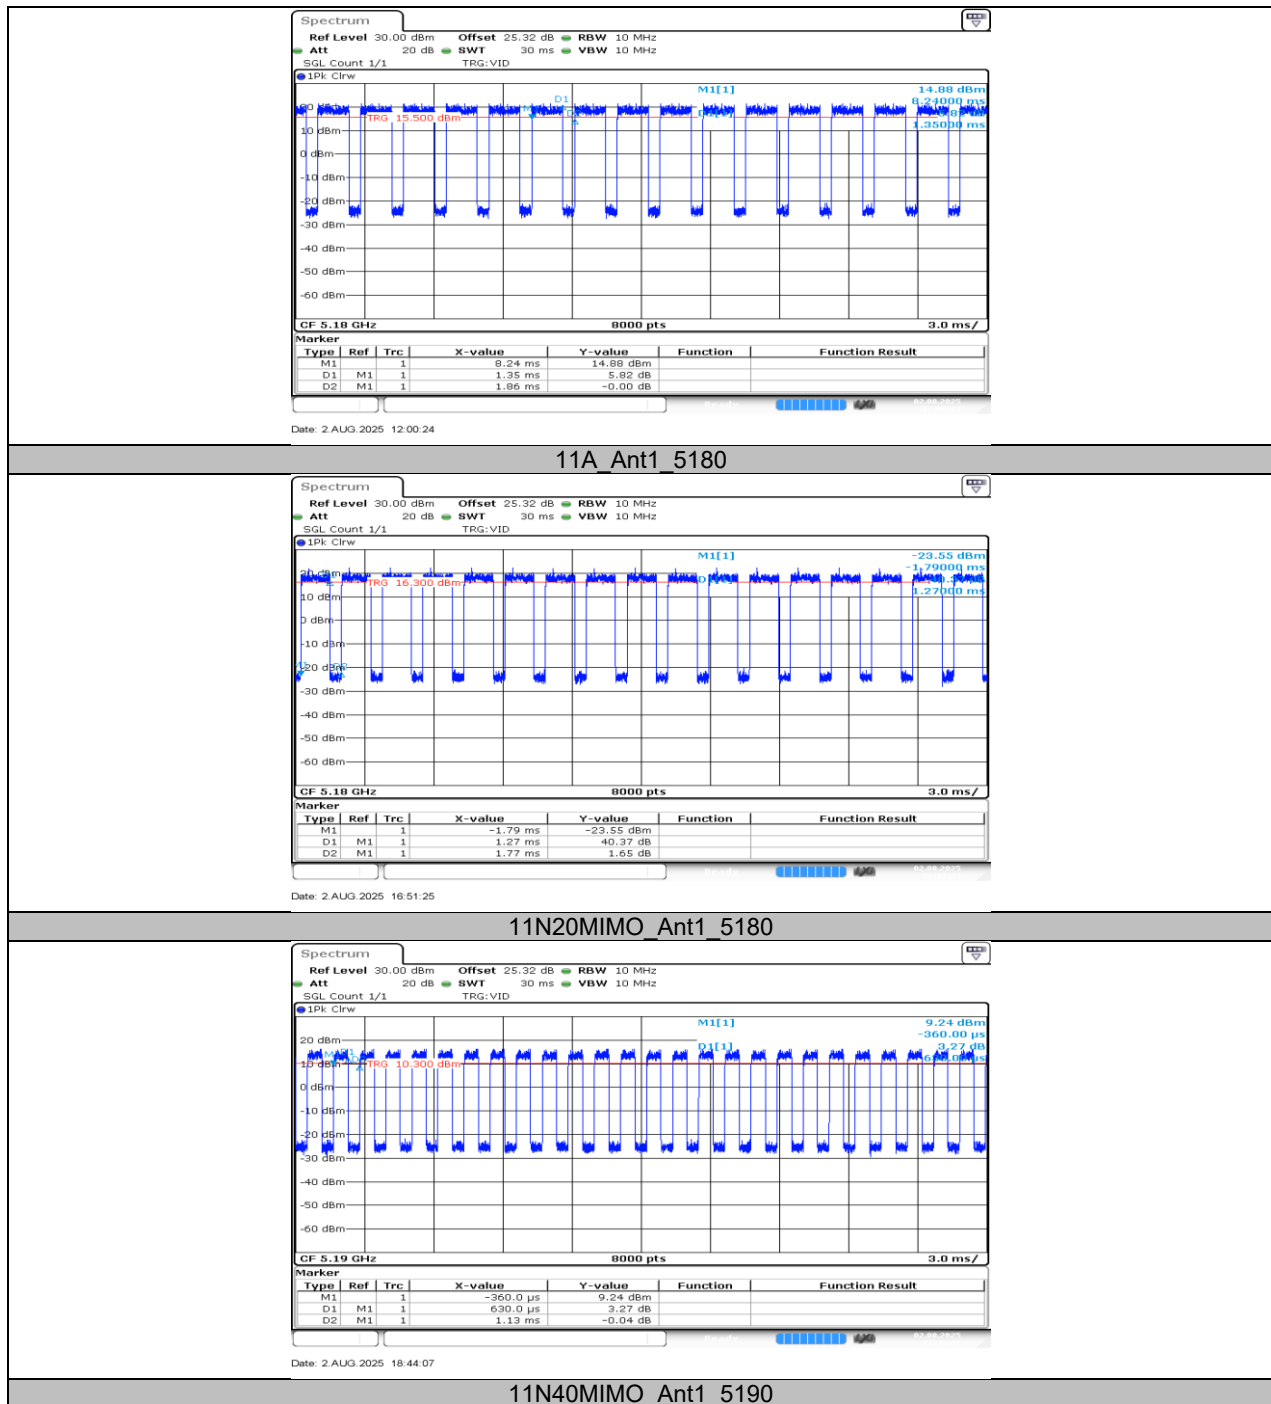 Spectrum
Ref Level 30.00 dBm Offset 25.32 dB RBW 10 MHz
Att 20 dB SWT 30 ms VBW 10 MHz
SGL Count 1/1 TRG:VID
1Pk Clrw
M1[1] 14.88 dBm
8.24000 ms
1.35000 ms
D1
TRG 15.500 dBm
10 dBm
0 dBm
-10 dBm
-20 dBm
-30 dBm
-40 dBm
-50 dBm
-60 dBm
CF 5.18 GHz 8000 pts 3.0 ms/
Marker
Type Ref Trc X-value Y-value Function Function Result
M1 1 8.24 ms 14.88 dBm
D1 M1 1 1.35 ms 5.82 dB
D2 M1 1 1.86 ms -0.00 dB
Date: 2.AUG.2025 12:00:24
11A_Ant1_5180
Spectrum
Ref Level 30.00 dBm Offset 25.32 dB RBW 10 MHz
Att 20 dB SWT 30 ms VBW 10 MHz
SGL Count 1/1 TRG:VID
1Pk Clrw
M1[1] -23.55 dBm
-1.79000 ms
1.27000 ms
TRG 16.300 dBm
10 dBm
0 dBm
-10 dBm
-20 dBm
-30 dBm
-40 dBm
-50 dBm
-60 dBm
CF 5.18 GHz 8000 pts 3.0 ms/
Marker
Type Ref Trc X-value Y-value Function Function Result
M1 1 -1.79 ms -23.55 dBm
D1 M1 1 1.27 ms 40.37 dB
D2 M1 1 1.77 ms 1.65 dB
Date: 2.AUG.2025 16:51:25
11N20MIMO_Ant1_5180
Spectrum
Ref Level 30.00 dBm Offset 25.32 dB RBW 10 MHz
Att 20 dB SWT 30 ms VBW 10 MHz
SGL Count 1/1 TRG:VID
1Pk Clrw
M1[1] 9.24 dBm
-360.00 µs
D1[1] 3.27 dB
20 dBm
10 dBm
TRG 10.300 dBm
0 dBm
-10 dBm
-20 dBm
-30 dBm
-40 dBm
-50 dBm
-60 dBm
CF 5.19 GHz 8000 pts 3.0 ms/
Marker
Type Ref Trc X-value Y-value Function Function Result
M1 1 -360.0 µs 9.24 dBm
D1 M1 1 630.0 µs 3.27 dB
D2 M1 1 1.13 ms -0.04 dB
Date: 2.AUG.2025 18:44:07
11N40MIMO_Ant1_5190